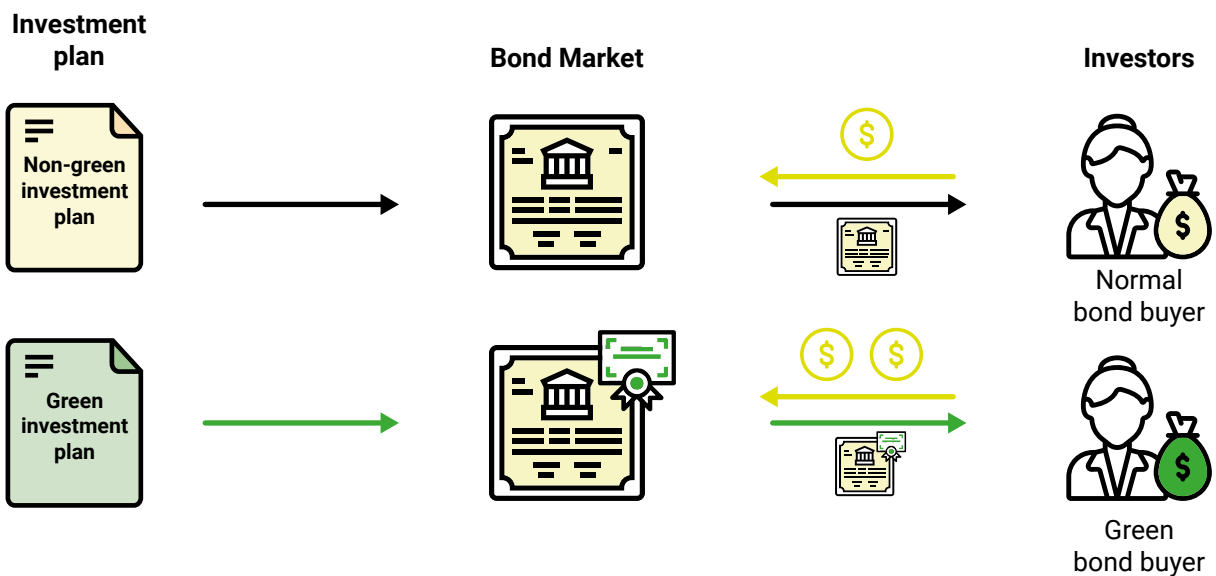 Investment
plan
Bond Market
Investors
Non-green
investment
plan
$
$
Normal
bond buyer
Green
investment
plan
$ $
$
Green
bond buyer